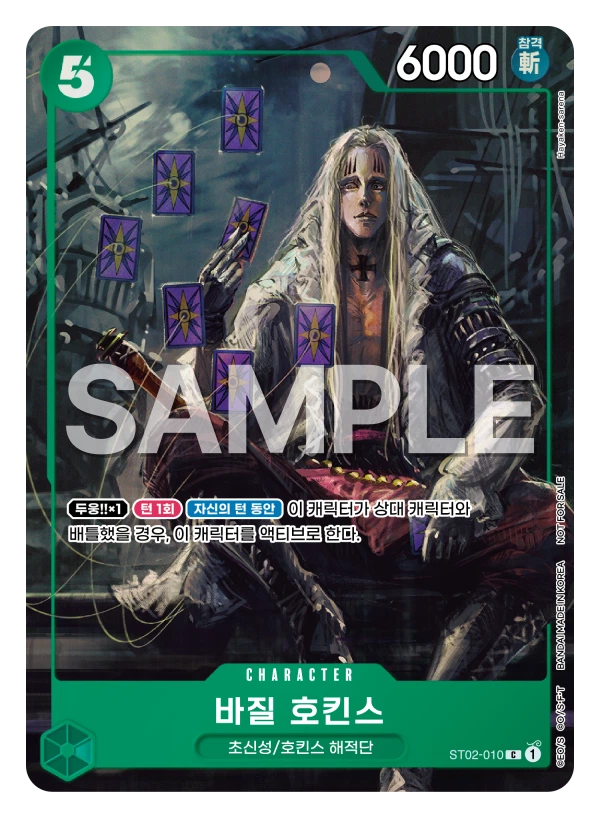 5
6000
참격
斬
Hayaken-sarena
SAMPLE
두웅!!×1 턴 1회 자신의 턴 동안 이 캐릭터가 상대 캐릭터와
배틀했을 경우, 이 캐릭터를 액티브로 한다.
CHARACTER
바질 호킨스
초신성/호킨스 해적단
ST02-010 C 1
©EO/S ©O/S·F·T BANDAI MADE IN KOREA NOT FOR SALE